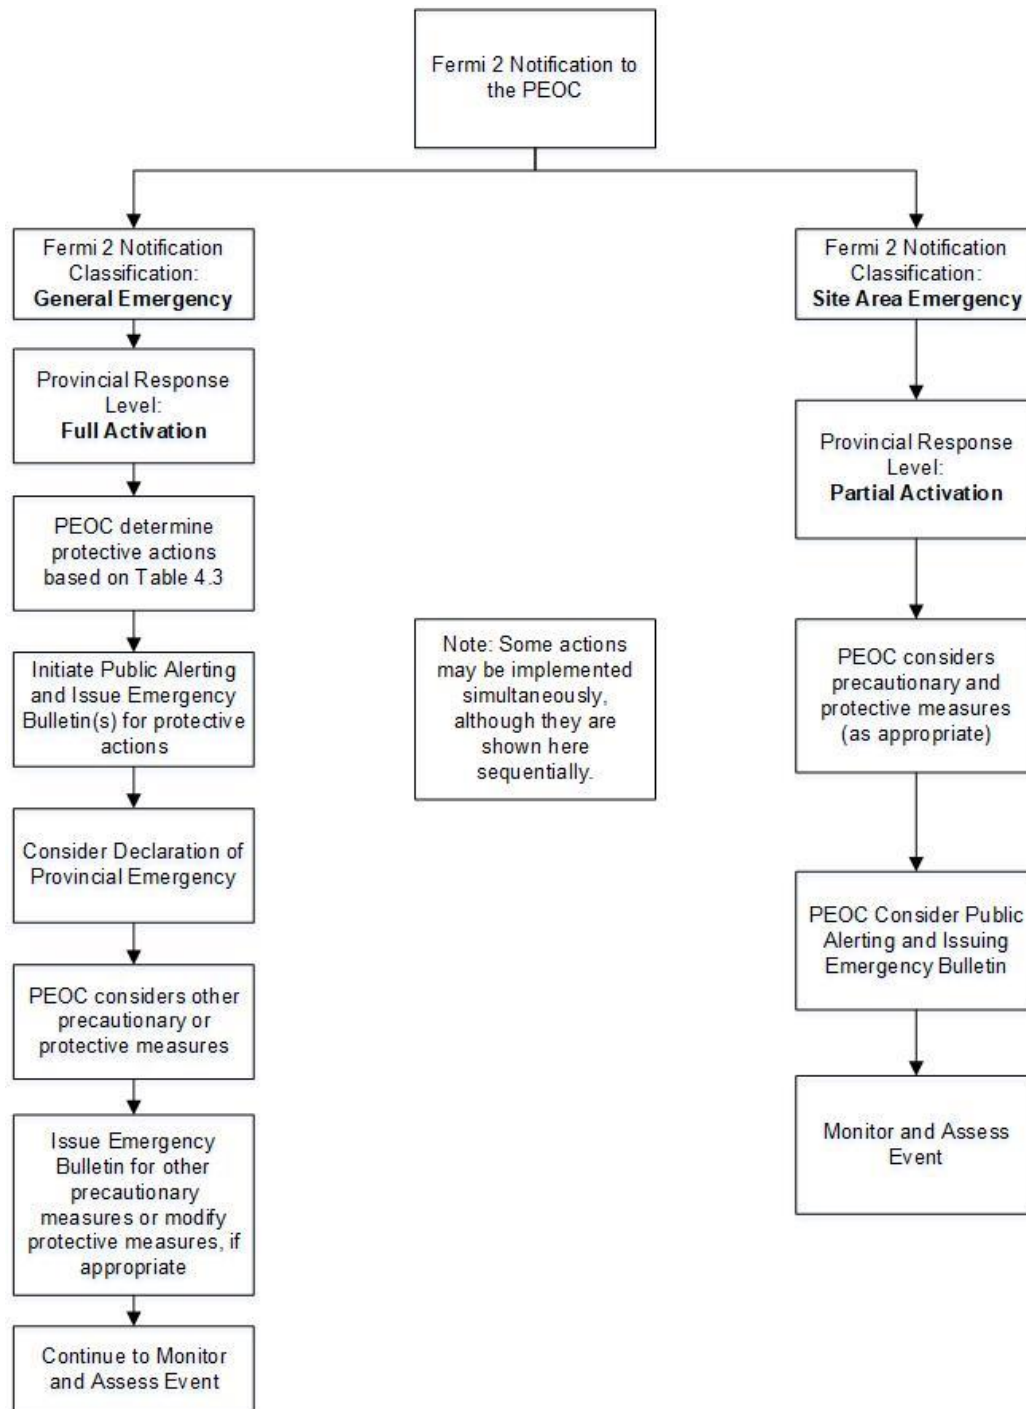 Fermi 2 Notification to
the PEOC
Fermi 2 Notification
Classification:
General Emergency
Provincial Response
Level:
Full Activation
PEOC determine
protective actions
based on Table 4.3
Initiate Public Alerting
and Issue Emergency
Bulletin(s) for protective
actions
Consider Declaration of
Provincial Emergency
PEOC considers other
precautionary or
protective measures
Issue Emergency
Bulletin for other
precautionary
measures or modify
protective measures, if
appropriate
Continue to Monitor
and Assess Event
Note: Some actions
may be implemented
simultaneously,
although they are
shown here
sequentially.
Fermi 2 Notification
Classification:
Site Area Emergency
Provincial Response
Level:
Partial Activation
PEOC considers
precautionary and
protective measures
(as appropriate)
PEOC Consider Public
Alerting and Issuing
Emergency Bulletin
Monitor and Assess
Event